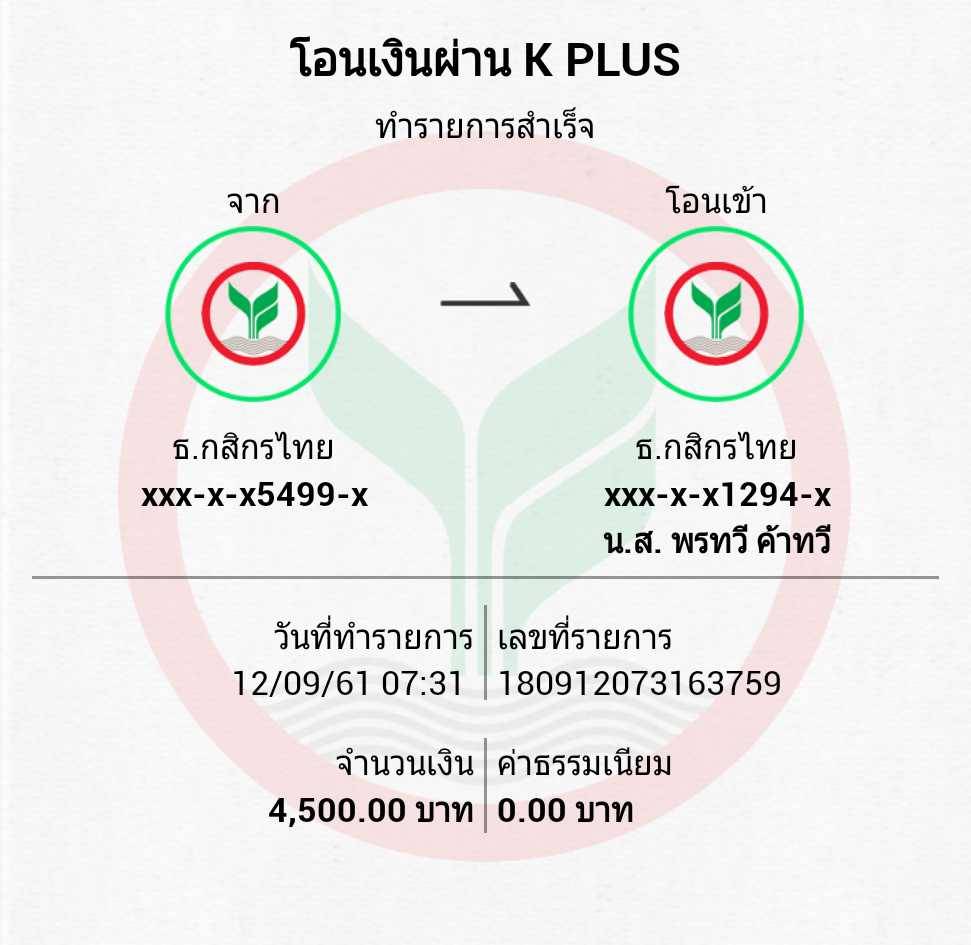 โอนเงินผ่าน K PLUS
ทำรายการสำเร็จ
จาก
โอนเข้า
ธ.กสิกรไทย
xxx-x-x5499-x
ธ.กสิกรไทย
xxx-x-x1294-x
น.ส. พรทวี ค้าทวี
วันที่ทำรายการ
12/09/61 07:31
เลขที่รายการ
180912073163759
จำนวนเงิน
4,500.00 บาท
ค่าธรรมเนียม
0.00 บาท